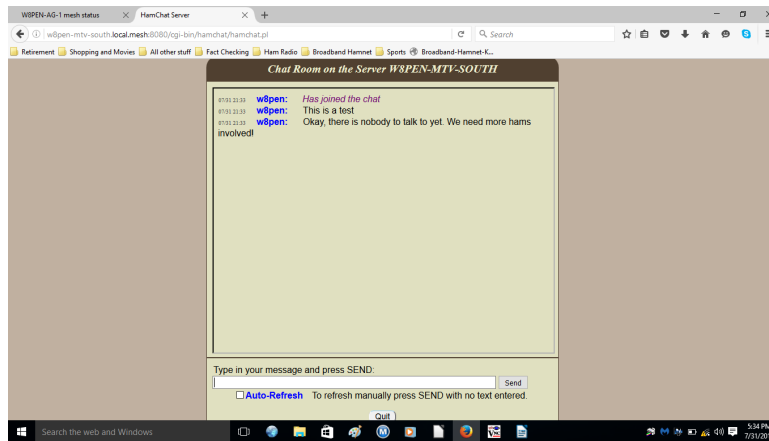 W8PEN-AG-1 mesh status
HamChat Server
w8pen-mtv-south.local.mesh:8080/cgi-bin/hamchat/hamchat.pl
Search
Retirement
Shopping and Movies
All other stuff
Fact Checking
Ham Radio
Broadband Hamnet
Sports
Broadband-Hamnet-K...
Chat Room on the Server W8PEN-MTV-SOUTH
07/31 21:33 w8pen: Has joined the chat
07/31 21:33 w8pen: This is a test
07/31 21:33 w8pen: Okay, there is nobody to talk to yet. We need more hams
involved!
Type in your message and press SEND:
Send
Auto-Refresh To refresh manually press SEND with no text entered.
Quit
Search the web and Windows
5:34 PM